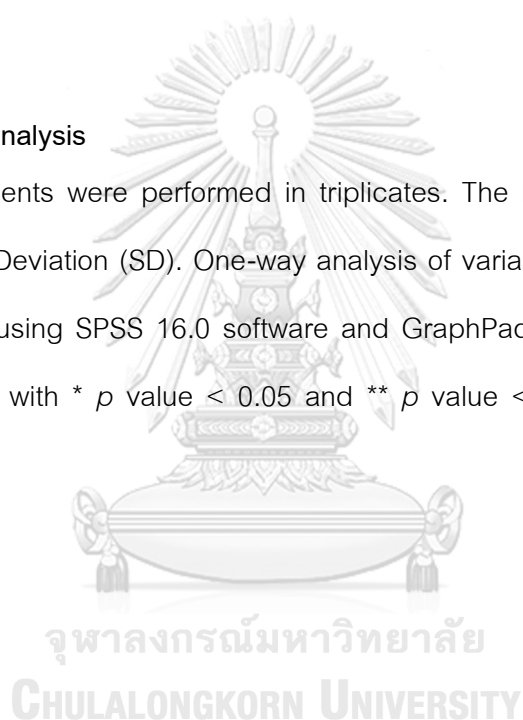 nalysis
ents were performed in triplicates. The
Deviation (SD). One-way analysis of varia
using SPSS 16.0 software and GraphPad
with * p value < 0.05 and ** p value <
จุฬาลงกรณ์มหาวิทยาลัย
CHULALONGKORN UNIVERSITY